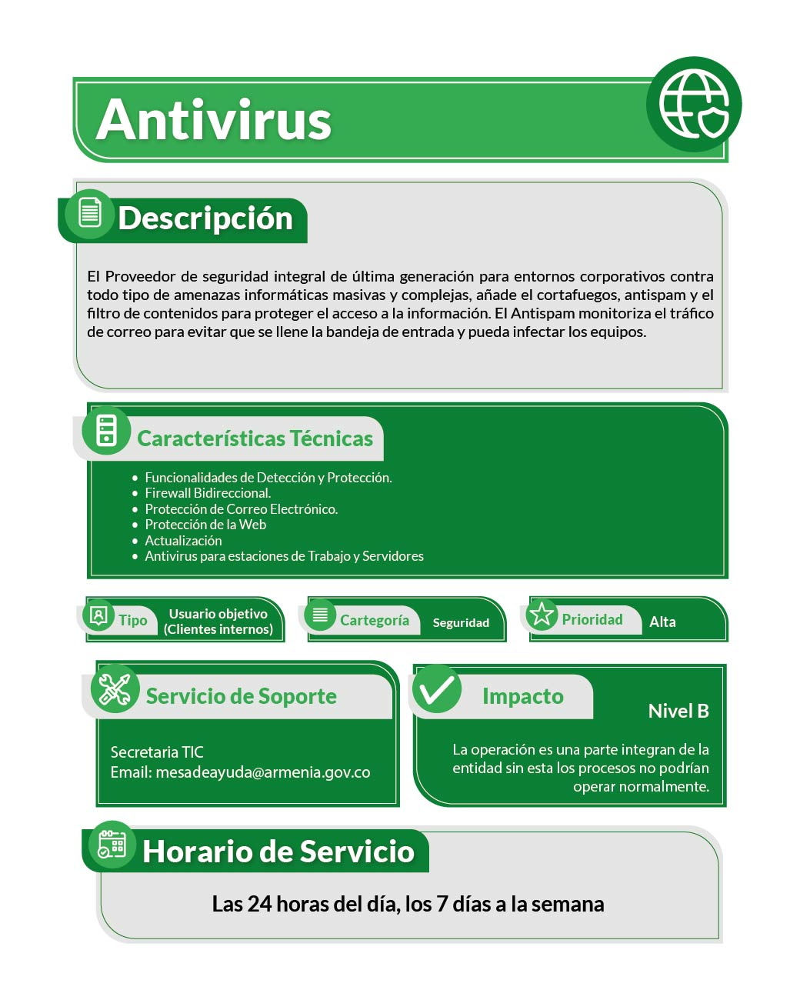 Antivirus
Descripción
El Proveedor de seguridad integral de última generación para entornos corporativos contra
todo tipo de amenazas informáticas masivas y complejas, añade el cortafuegos, antispam y el
filtro de contenidos para proteger el acceso a la información. El Antispam monitoriza el tráfico
de correo para evitar que se llene la bandeja de entrada y pueda infectar los equipos.
Características Técnicas
• Funcionalidades de Detección y Protección.
• Firewall Bidireccional.
• Protección de Correo Electrónico.
• Protección de la Web
• Actualización
• Antivirus para estaciones de Trabajo y Servidores
Tipo
Usuario objetivo
(Clientes internos)
Cartegoría
Seguridad
Prioridad
Alta
Servicio de Soporte
Secretaria TIC
Email: mesadeayuda@armenia.gov.co
Impacto
Nivel B
La operación es una parte integran de la
entidad sin esta los procesos no podrían
operar normalmente.
Horario de Servicio
Las 24 horas del día, los 7 días a la semana